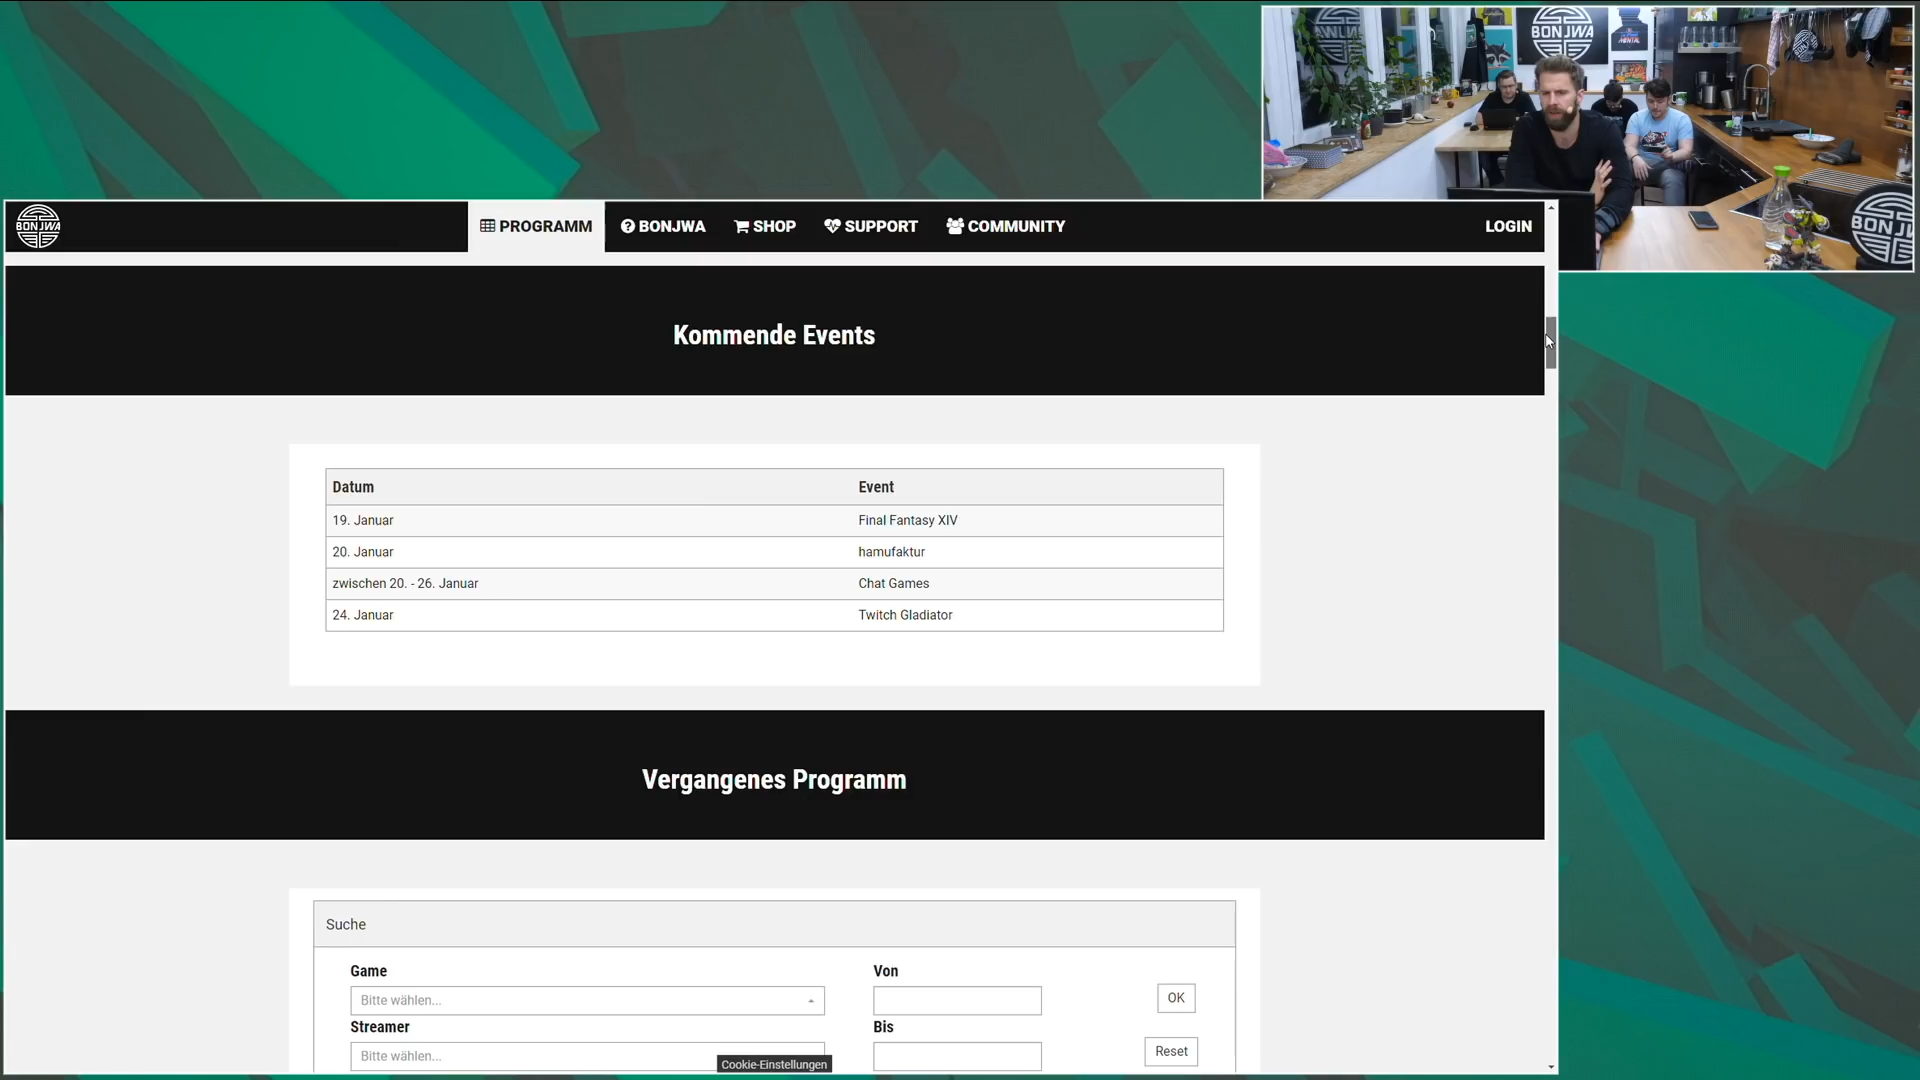 BONJWA
BONJWA
PROGRAMM
BONJWA
SHOP
SUPPORT
COMMUNITY
LOGIN
Kommende Events
Datum
Event
19. Januar
Final Fantasy XIV
20. Januar
hamufaktur
zwischen 20. - 26. Januar
Chat Games
24. Januar
Twitch Gladiator
Vergangenes Programm
Suche
Game
Von
Bitte wählen...
OK
Streamer
Bis
Bitte wählen...
Reset
Cookie-Einstellungen